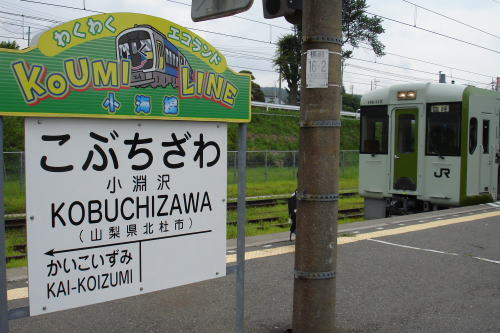 わくわく エコランド
KOUMI LINE
小海線
こぶちざわ
小淵沢
KOBUCHIZAWA
(山梨県北杜市)
かいこいずみ
KAI-KOIZUMI
16 2
JR